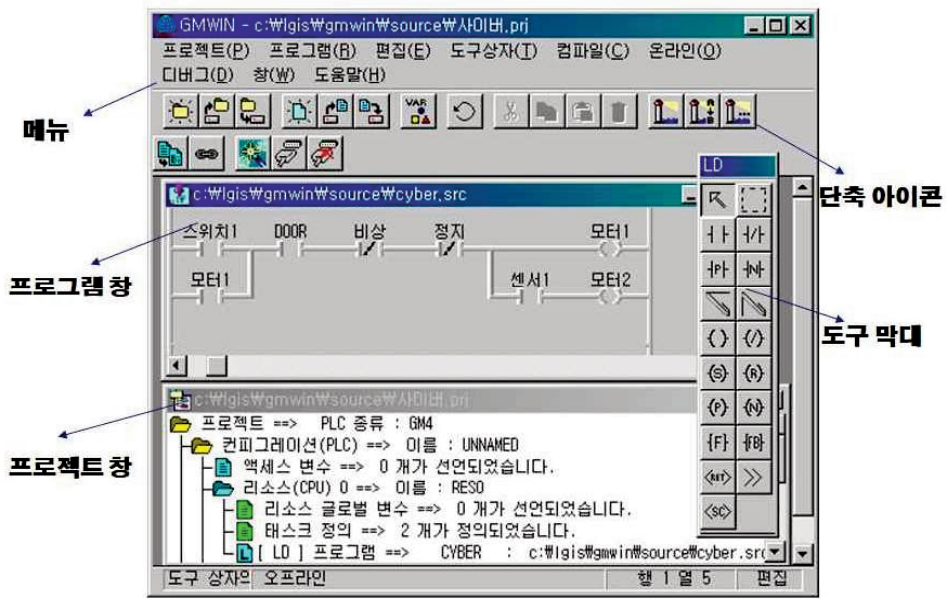 GMWIN - c:₩lgis₩gmwin₩source₩사이버.prj
프로젝트(P) 프로그램(R) 편집(E) 도구상자(T) 컴파일(C) 온라인(O)
디버그(D) 창(W) 도움말(H)
메뉴
VAR
단축 아이콘
LD
c:₩lgis₩gmwin₩source₩cyber.src
스위치1 DOOR 비상 정지 모터1
모터1 센서1 모터2
프로그램 창
도구 막대
P N
( ) (/)
(S) (R)
(P) (N)
{F} {FB}
<RET> >>
<SC>
c:₩lgis₩gmwin₩source₩사이버.prj
프로젝트 ==> PLC 종류 : GM4
컨피그레이션(PLC) ==> 이름 : UNNAMED
프로젝트 창
액세스 변수 ==> 0 개가 선언되었습니다.
리소스(CPU) 0 ==> 이름 : RES0
리소스 글로벌 변수 ==> 0 개가 선언되었습니다.
태스크 정의 ==> 2 개가 정의되었습니다.
[ LD ] 프로그램 ==> CYBER : c:₩lgis₩gmwin₩source₩cyber.src
도구 상자의 오프라인 행 1 열 5 편집